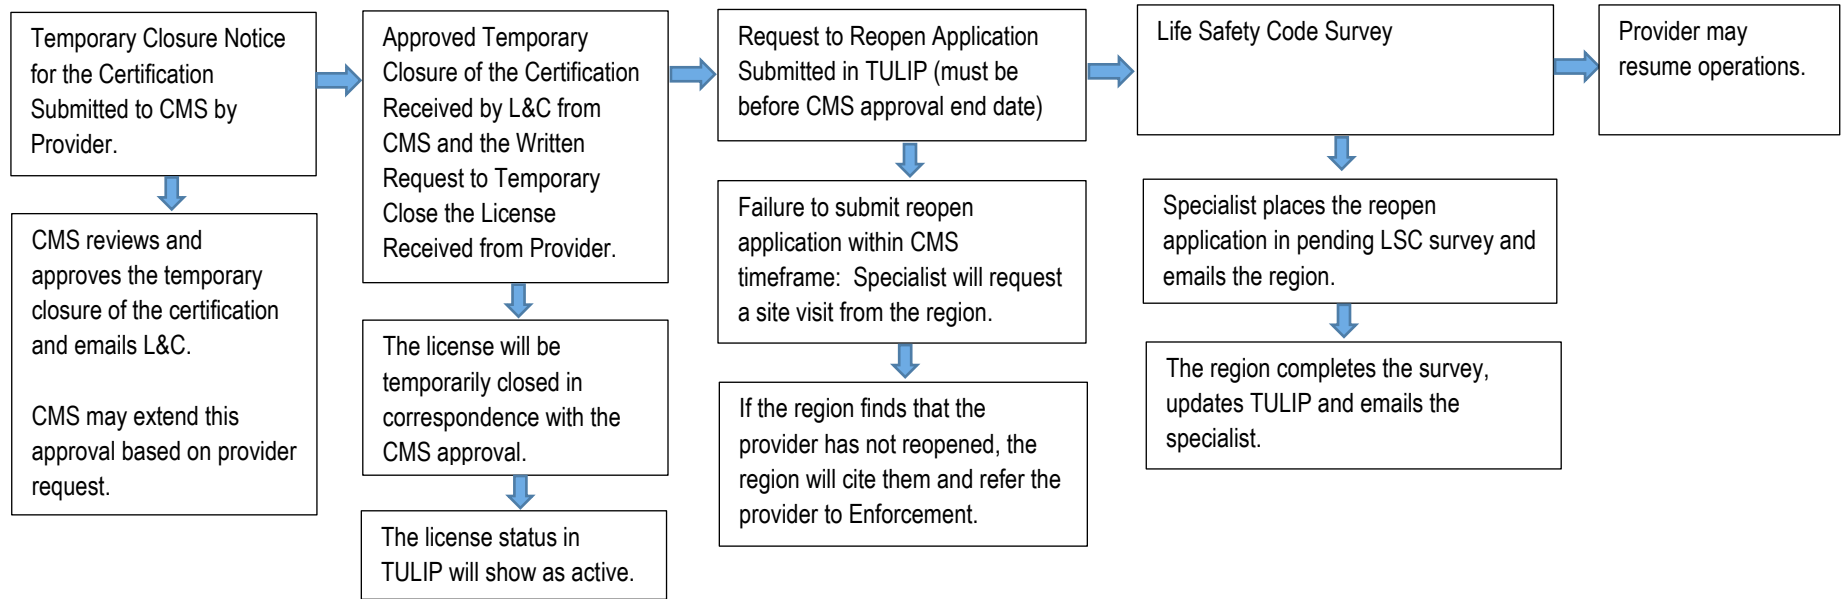 Temporary Closure Notice
for the Certification
Submitted to CMS by
Provider.
CMS reviews and
approves the temporary
closure of the certification
and emails L&C.
CMS may extend this
approval based on provider
request.
Approved Temporary
Closure of the Certification
Received by L&C from
CMS and the Written
Request to Temporary
Close the License
Received from Provider.
The license will be
temporarily closed in
correspondence with the
CMS approval.
The license status in
TULIP will show as active.
Request to Reopen Application
Submitted in TULIP (must be
before CMS approval end date)
Failure to submit reopen
application within CMS
timeframe: Specialist will request
a site visit from the region.
If the region finds that the
provider has not reopened, the
region will cite them and refer the
provider to Enforcement.
Life Safety Code Survey
Specialist places the reopen
application in pending LSC survey and
emails the region.
The region completes the survey,
updates TULIP and emails the
specialist.
Provider may
resume operations.